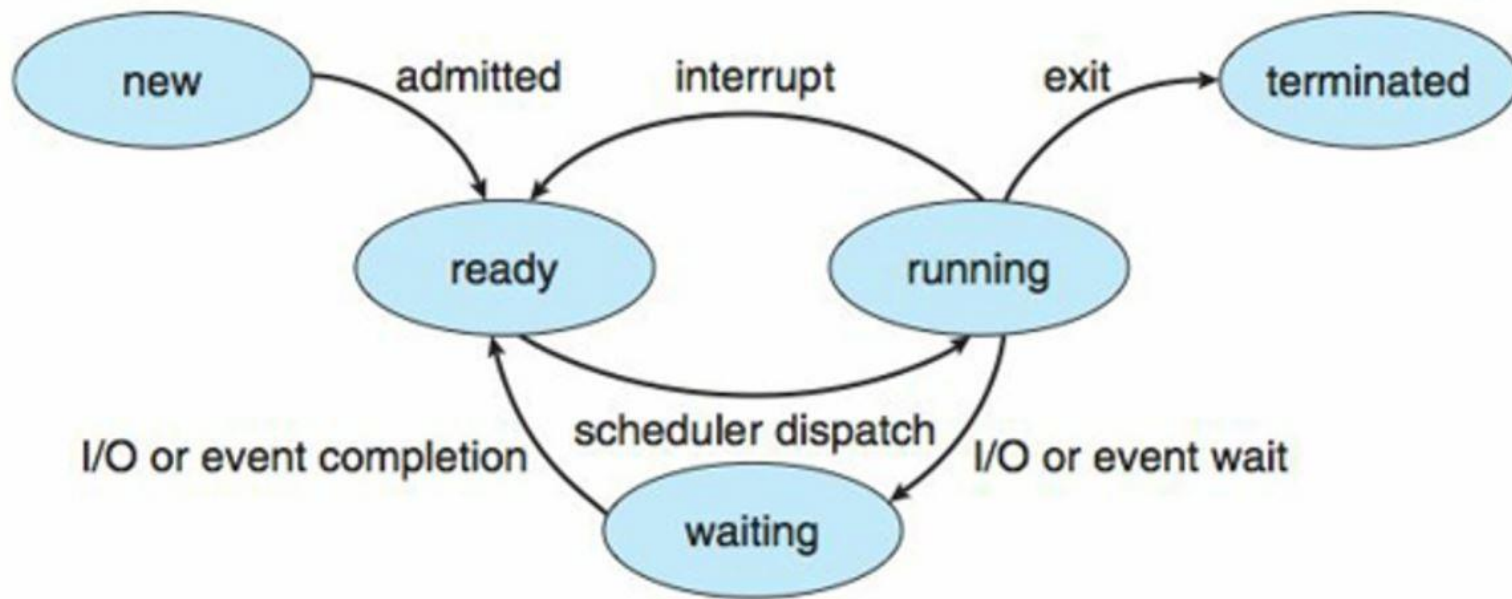 new
admitted
interrupt
exit
terminated
ready
running
scheduler dispatch
I/O or event completion
I/O or event wait
waiting